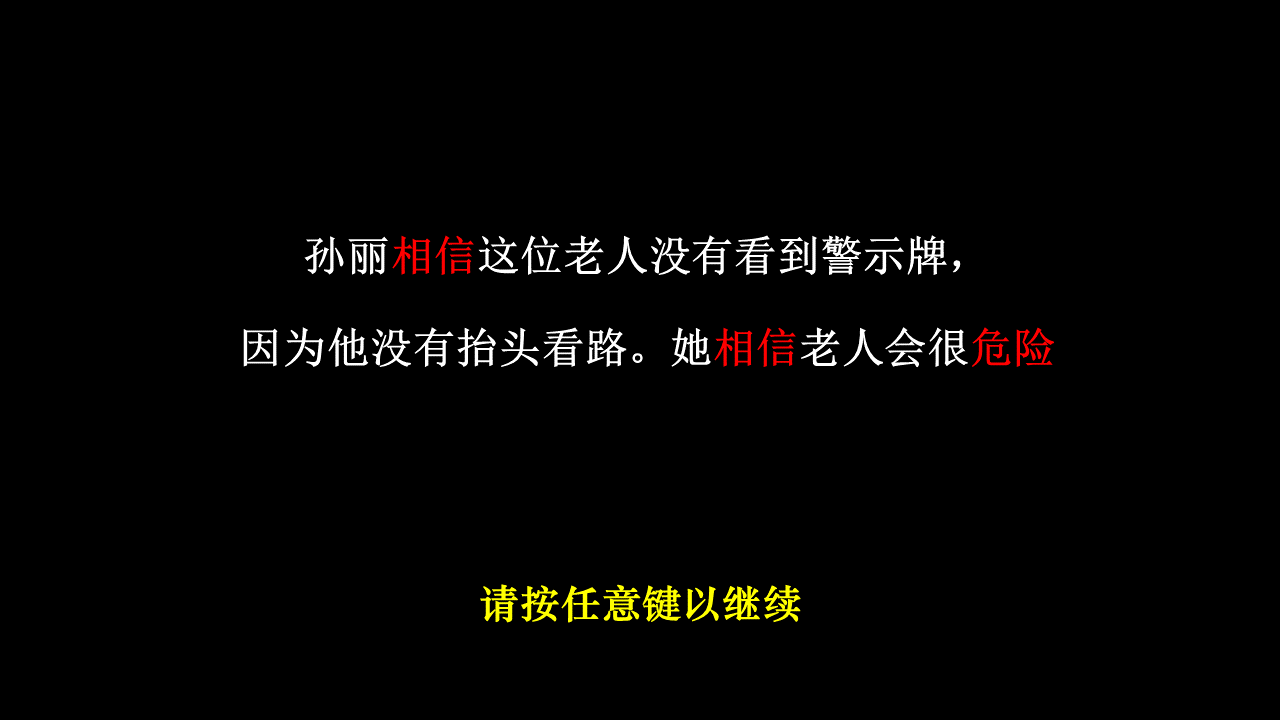 孙丽相信这位老人没有看到警示牌，
因为他没有抬头看路。她相信老人会很危险
请按任意键以继续